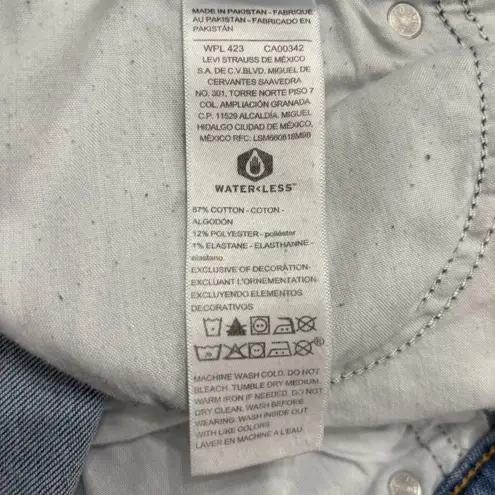 MADE IN PAKISTAN - FABRIQUÉ
AU PAKISTAN - FABRICADO EN
PAKISTÁN
WPL 423 CA00342
LEVI STRAUSS DE MÉXICO
S.A. DE C.V.BLVD. MIGUEL DE
CERVANTES SAAVEDRA
NO. 301, TORRE NORTE PISO 7
COL. AMPLIACIÓN GRANADA
C.P. 11529 ALCALDÍA. MIGUEL
HIDALGO CIUDAD DE MÉXICO,
MÉXICO RFC: LSM660618M98
WATER<LESS™
87% COTTON - COTON -
ALGODÓN
12% POLYESTER - poliéster
1% ELASTANE - ELASTHANNE -
elastano
EXCLUSIVE OF DECORATION-
EXCLUANT L'ORNEMENTATION-
EXCLUYENDO ELEMENTOS
DECORATIVOS
MACHINE WASH COLD. DO NOT
BLEACH. TUMBLE DRY MEDIUM.
WARM IRON IF NEEDED. DO NOT
DRY CLEAN. WASH BEFORE
WEARING. WASH INSIDE OUT
WITH LIKE COLORS
LAVER EN MACHINE À L'EAU